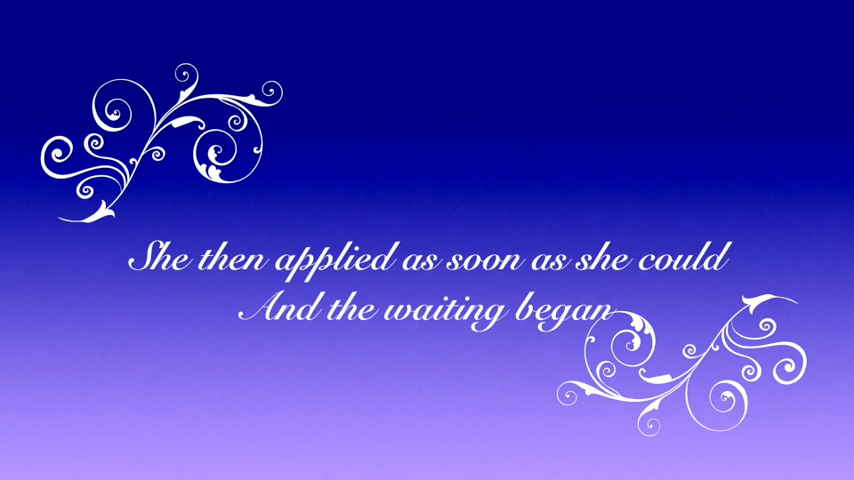 She then applied as soon as she could
And the waiting began